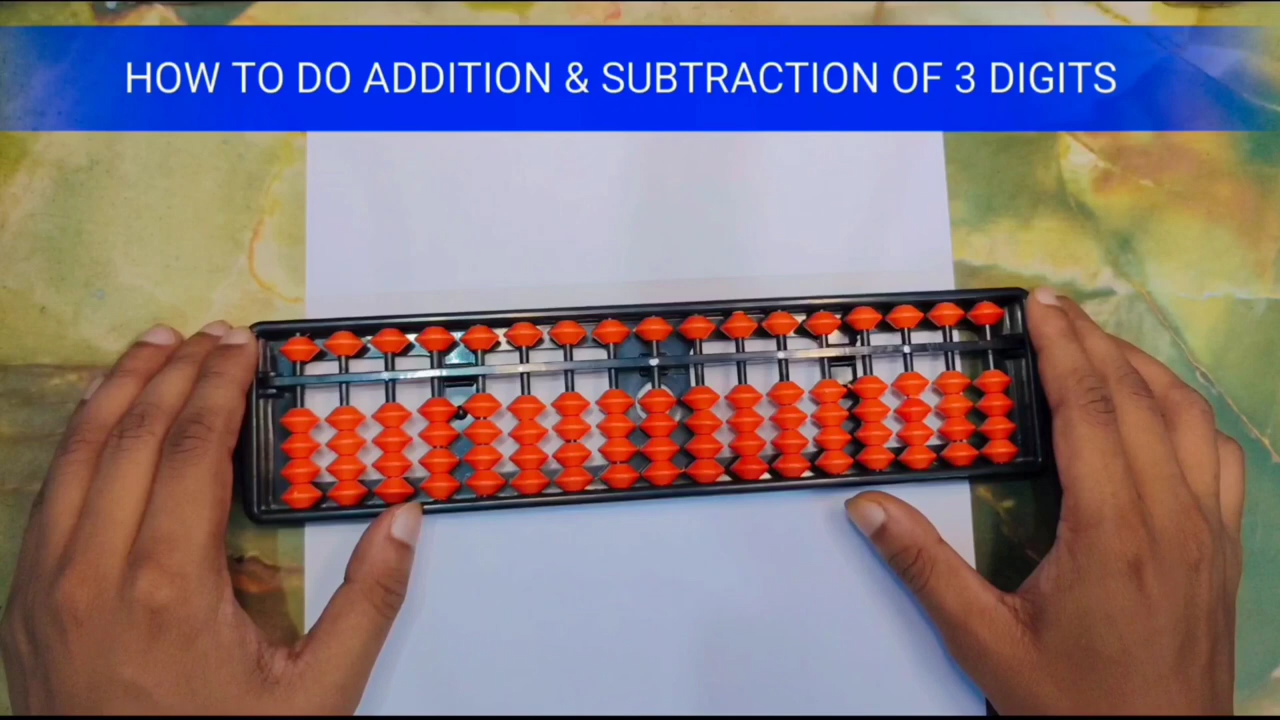 HOW TO DO ADDITION & SUBTRACTION OF 3 DIGITS